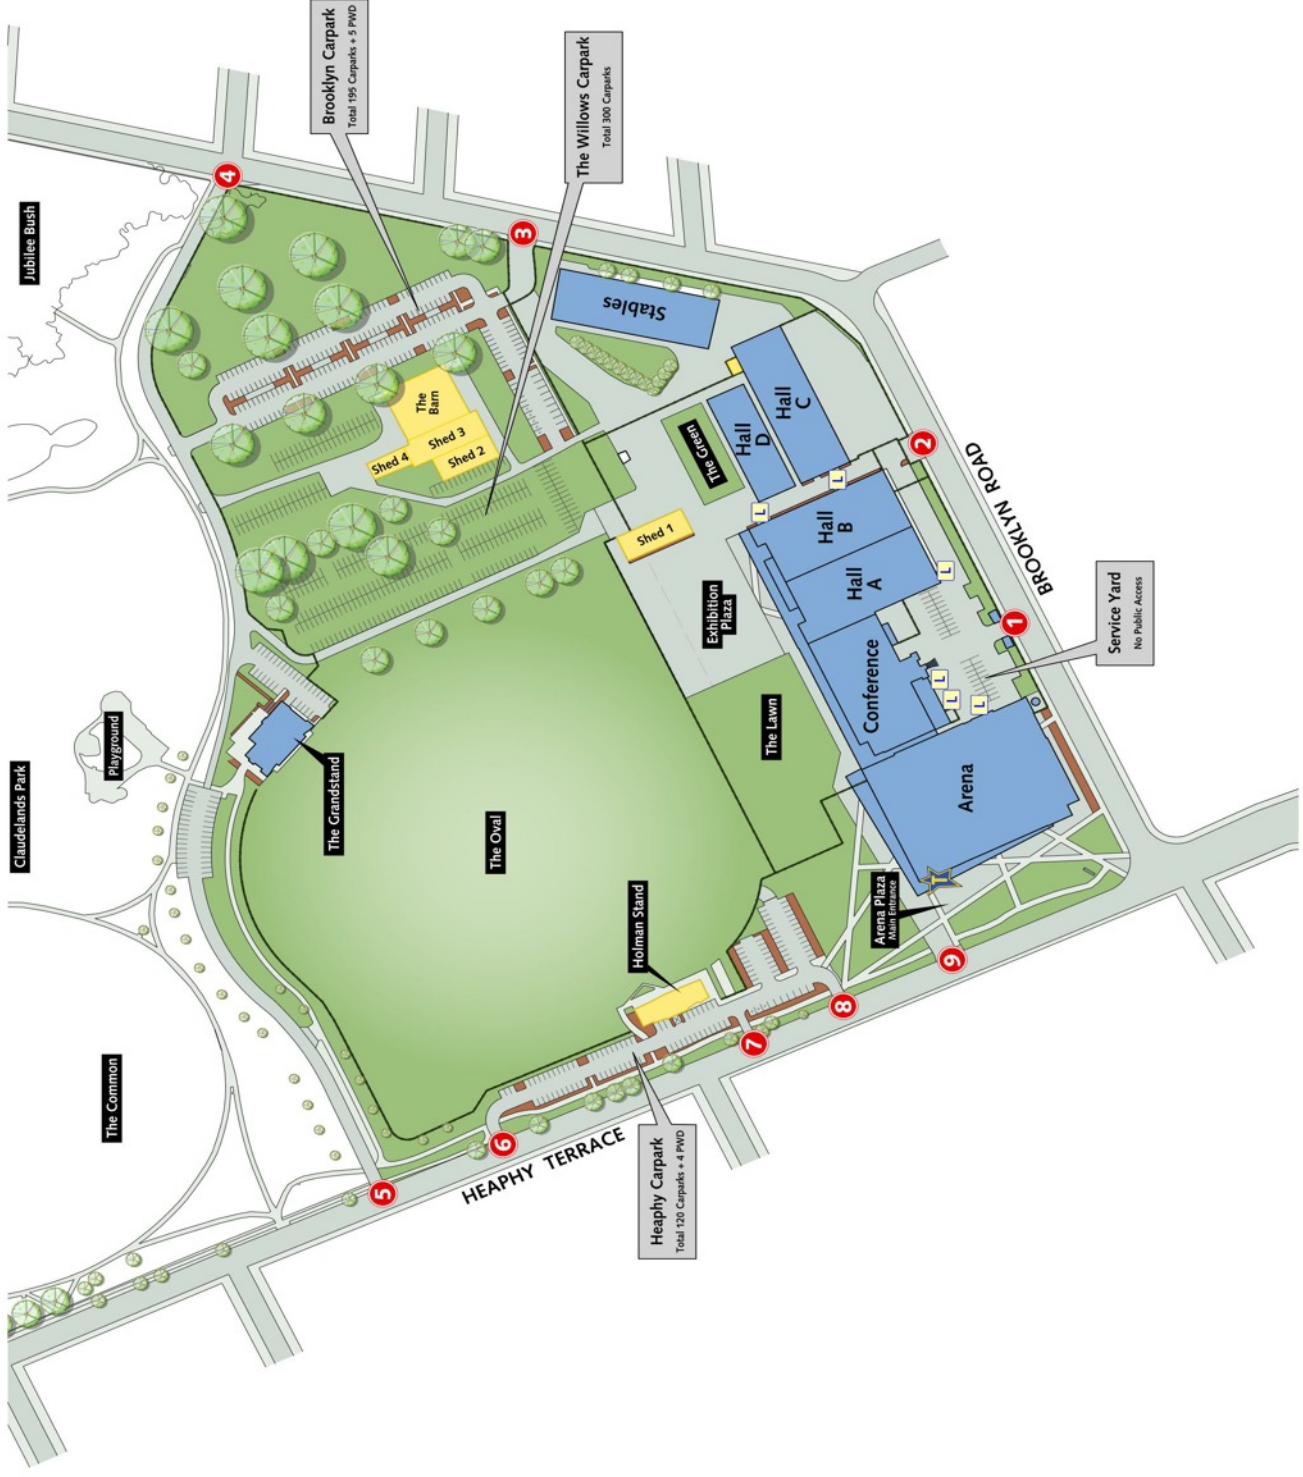 Jubilee Bush
Claudelands Park
Playground
The Common
Brooklyn Carpark
Total 195 Carparks + 5 PWD
The Willows Carpark
Total 300 Carparks
4
3
Stables
The Barn
Shed 4
Shed 3
Shed 2
Shed 1
The Green
Hall
D
Hall
C
Hall
B
Hall
A
Conference
Arena
L
L
L
L
L
L
2
1
BROOKLYN ROAD
Service Yard
No Public Access
Exhibition
Plaza
The Lawn
The Grandstand
The Oval
Holman Stand
Arena Plaza
Main Entrance
T
9
8
7
6
5
HEAPHY TERRACE
Heaphy Carpark
Total 120 Carparks + 4 PWD